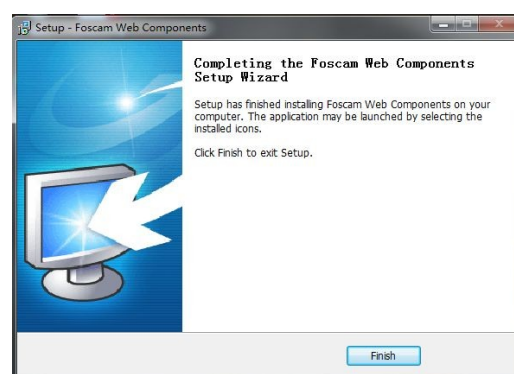 Setup - Foscam Web Components
Completing the Foscam Web Components
Setup Wizard
Setup has finished installing Foscam Web Components on your
computer. The application may be launched by selecting the
installed icons.
Click Finish to exit Setup.
Finish